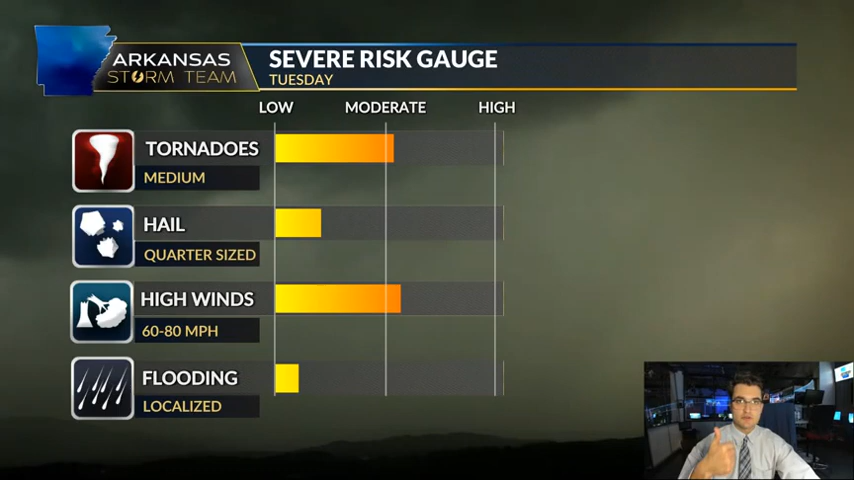 ARKANSAS
STORM TEAM
SEVERE RISK GAUGE
TUESDAY
LOW MODERATE HIGH
TORNADOES
MEDIUM
HAIL
QUARTER SIZED
HIGH WINDS
60-80 MPH
FLOODING
LOCALIZED